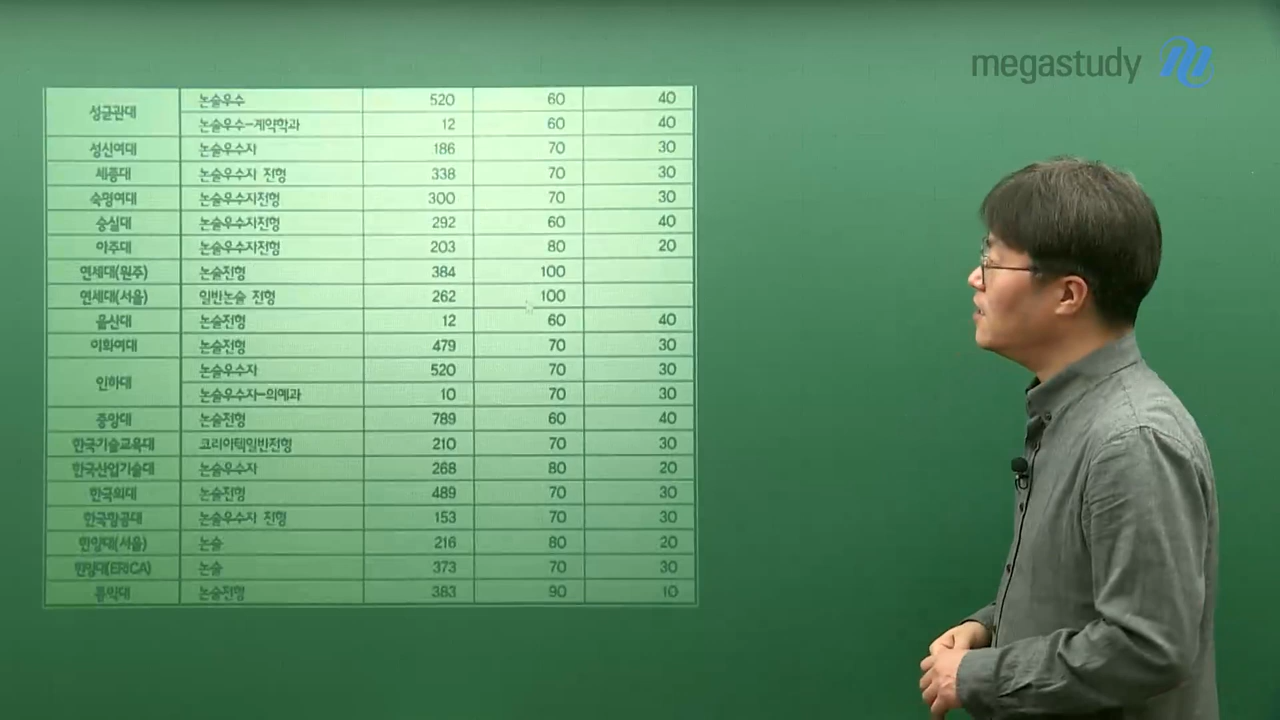 megastudy
성균관대 논술우수 520 60 40
논술우수-계약학과 12 60 40
성신여대 논술우수자 186 70 30
세종대 논술우수자 전형 338 70 30
숙명여대 논술우수자전형 300 70 30
숭실대 논술우수자전형 292 60 40
아주대 논술우수자전형 203 80 20
연세대(원주) 논술전형 384 100
연세대(서울) 일반논술 전형 262 100
울산대 논술전형 12 60 40
이화여대 논술전형 479 70 30
인하대 논술우수자 520 70 30
논술우수자-의예과 10 70 30
중앙대 논술전형 789 60 40
한국기술교육대 코리아텍일반전형 210 70 30
한국산업기술대 논술우수자 268 80 20
한국외대 논술전형 489 70 30
한국항공대 논술우수자 전형 153 70 30
한양대(서울) 논술 216 80 20
한양대(ERICA) 논술 373 70 30
홍익대 논술전형 383 90 10